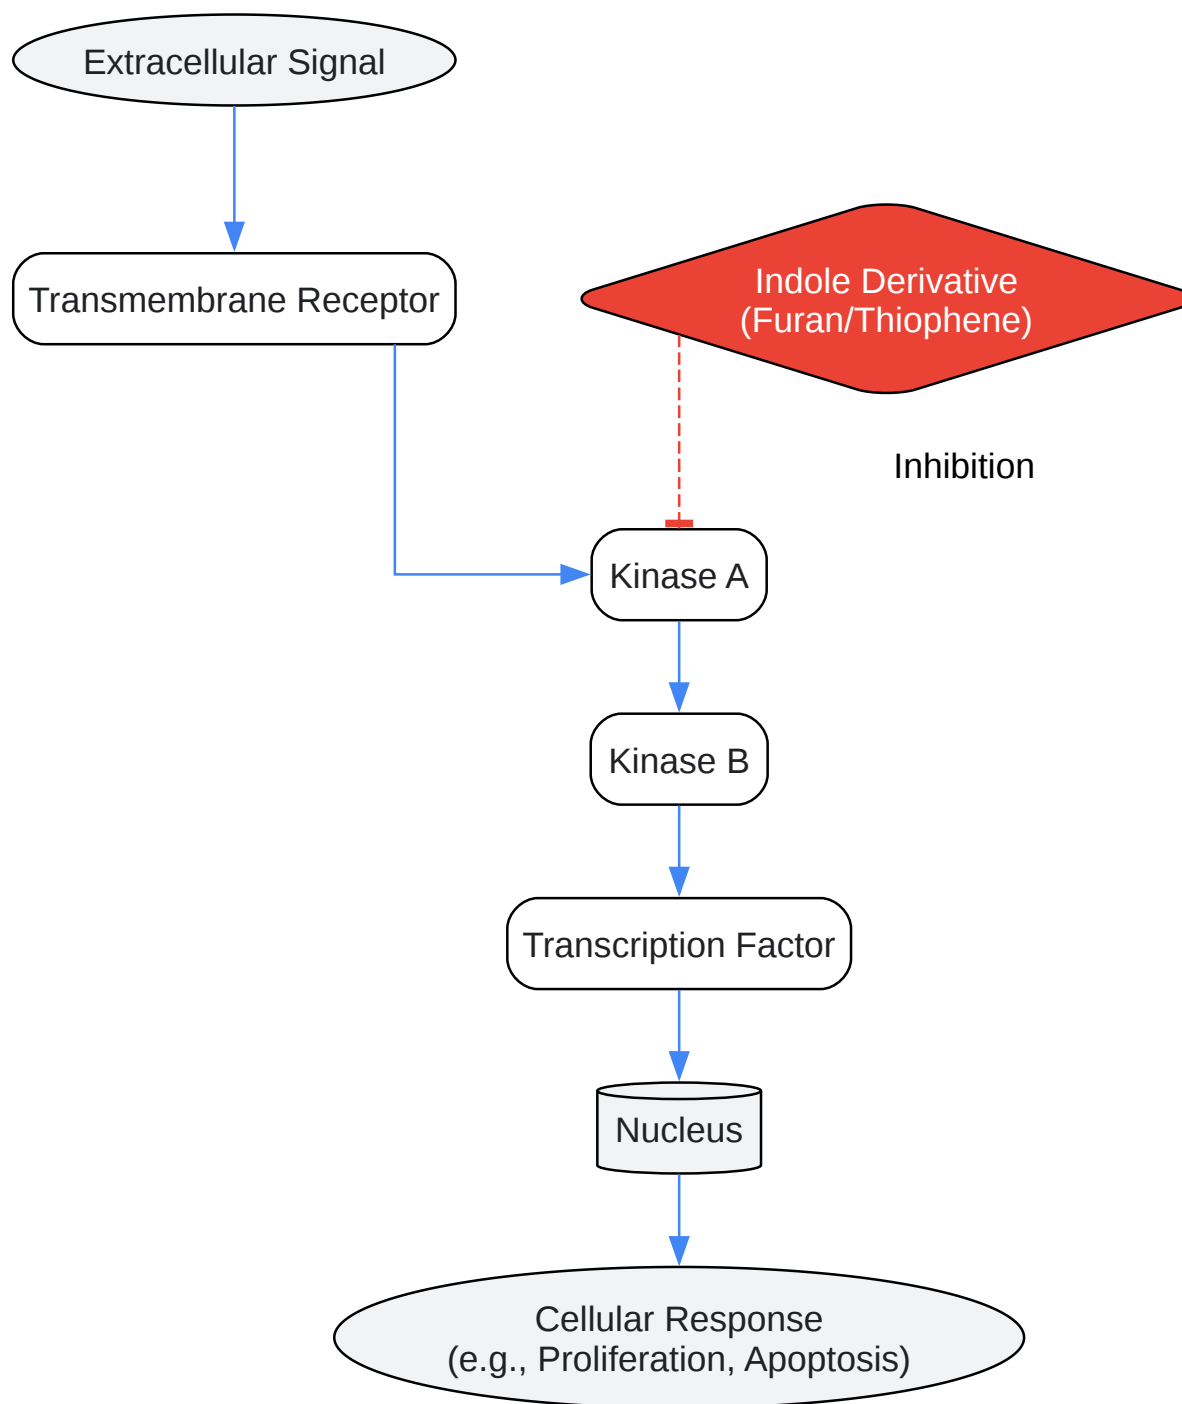 Extracellular Signal
Transmembrane Receptor
Indole Derivative
(Furan/Thiophene)
Inhibition
Kinase A
Kinase B
Transcription Factor
Nucleus
Cellular Response
(e.g., Proliferation, Apoptosis)